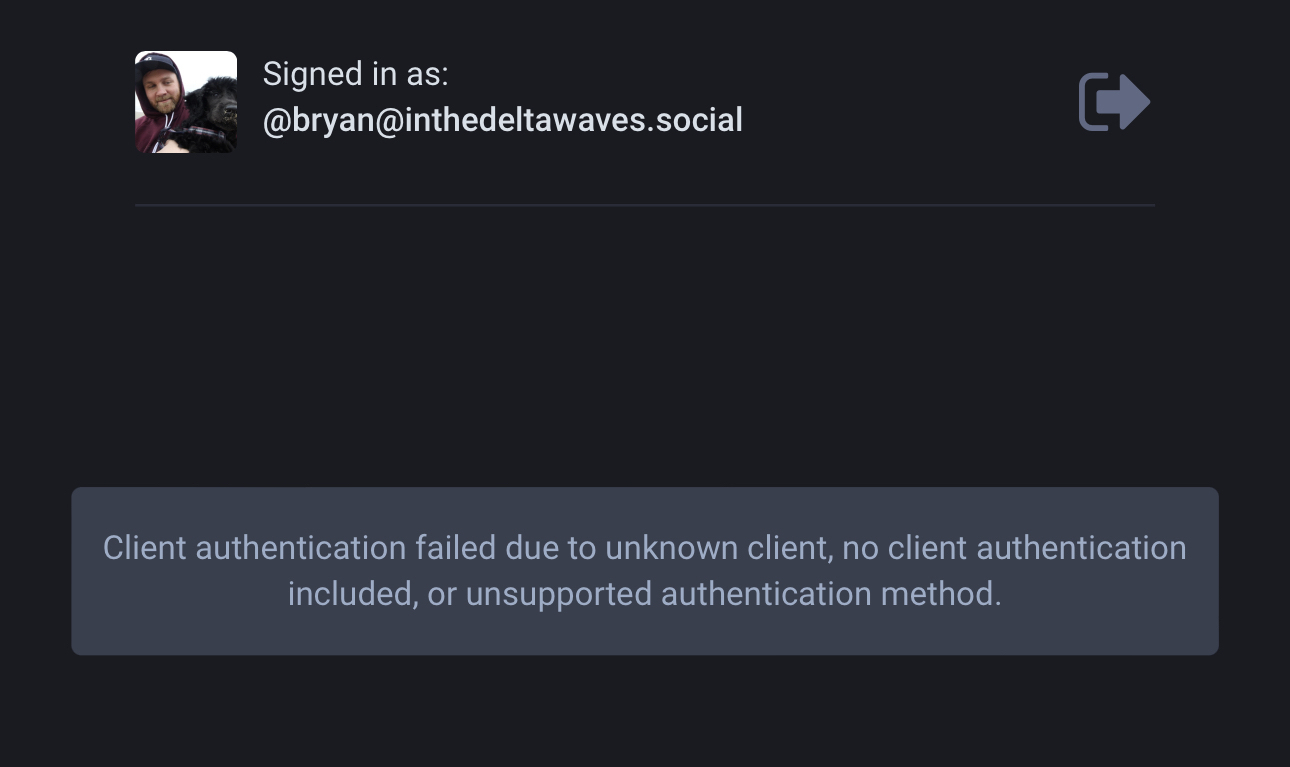 Signed in as:
@bryan@inthedeltawaves.social
Client authentication failed due to unknown client, no client authentication
included, or unsupported authentication method.